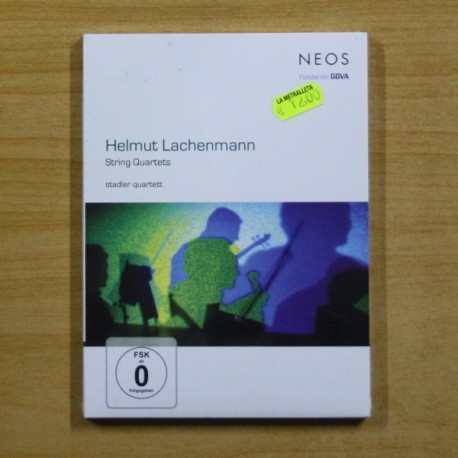 NEOS
Fundación BBVA
LA METRALLETA
12,00
Helmut Lachenmann
String Quartets
stadler quartett
FSK
ab
0
freigegeben